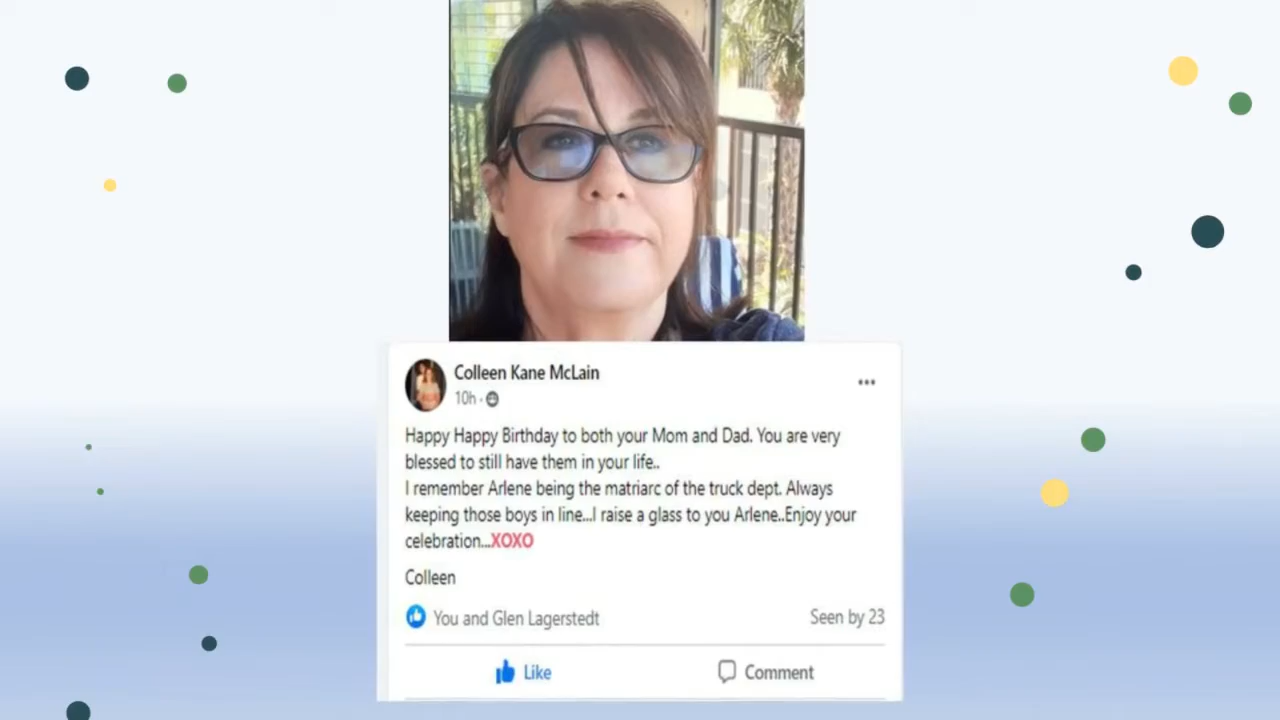 Colleen Kane McLain
10h ·
Happy Happy Birthday to both your Mom and Dad. You are very
blessed to still have them in your life..
I remember Arlene being the matriarc of the truck dept. Always
keeping those boys in line...I raise a glass to you Arlene..Enjoy your
celebration...XOXO
Colleen
You and Glen Lagerstedt Seen by 23
Like Comment